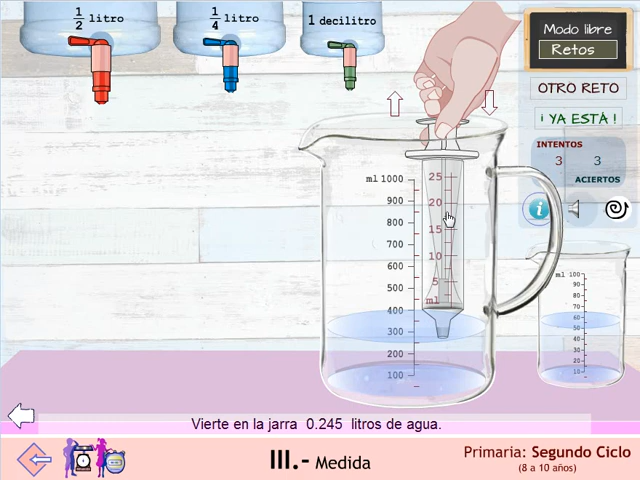 1/2 litro
1/4 litro
1 decilitro
Modo libre
Retos
OTRO RETO
¡ YA ESTÁ !
INTENTOS
3 3
ACIERTOS
i
ml 1000
900
800
700
600
500
400
300
200
100
25
20
15
10
5
ml
ml 100
90
80
70
60
50
40
30
20
10
Vierte en la jarra 0.245 litros de agua.
III.- Medida
Primaria: Segundo Ciclo
(8 a 10 años)